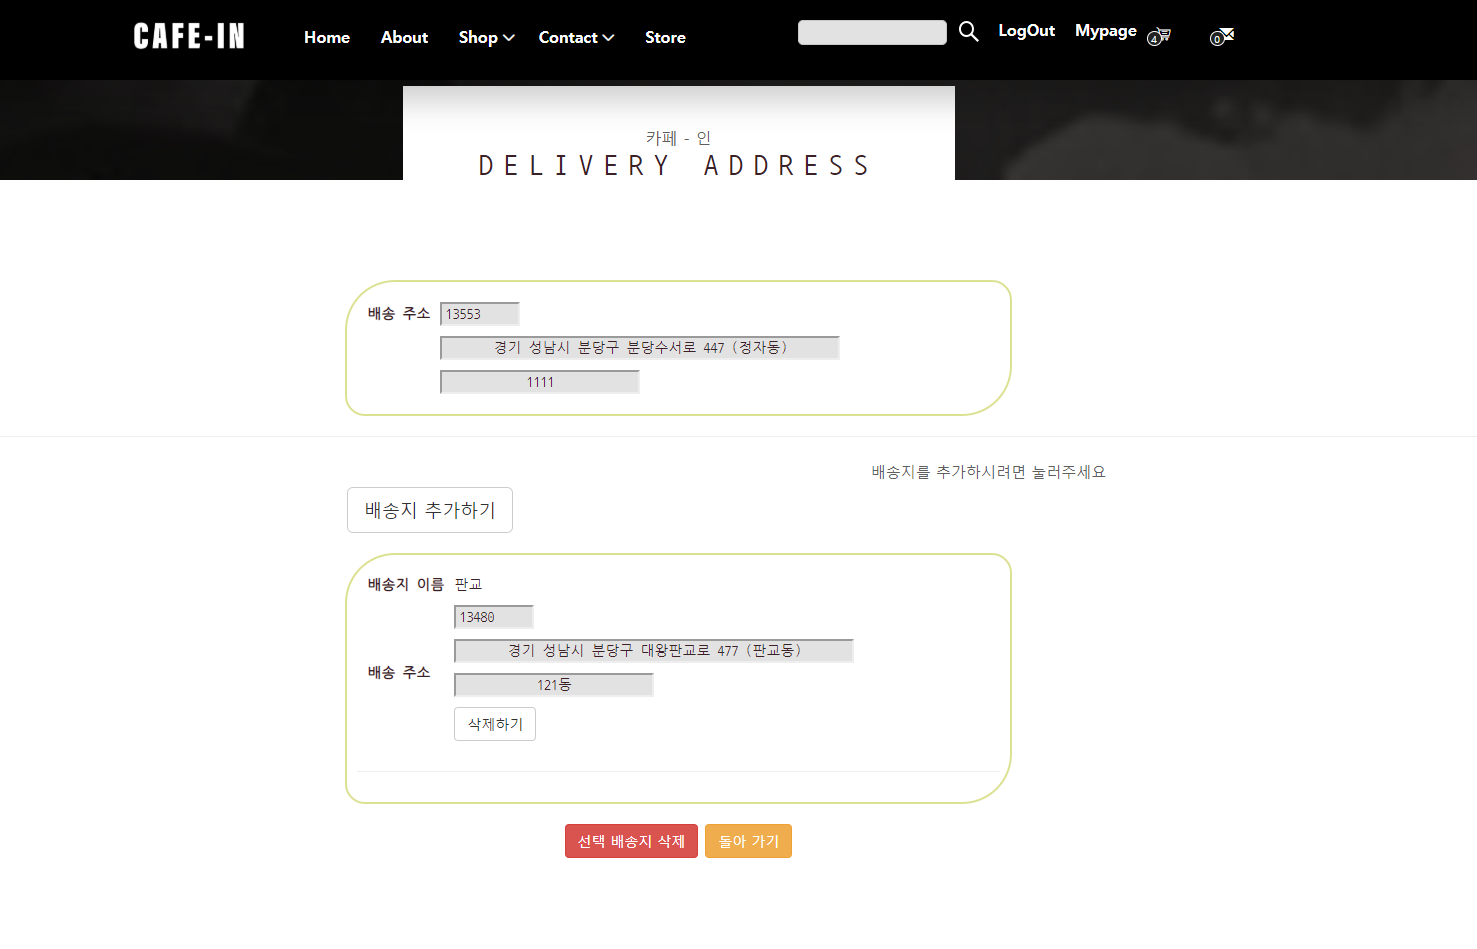 CAFE-IN Home About Shop Contact Store LogOut Mypage 4 0
카페 - 인
DELIVERY ADDRESS
배송 주소 13553
경기 성남시 분당구 분당수서로 447 (정자동)
1111
배송지를 추가하시려면 눌러주세요
배송지 추가하기
배송지 이름 판교
13480
경기 성남시 분당구 대왕판교로 477 (판교동)
배송 주소
121동
삭제하기
선택 배송지 삭제 돌아 가기